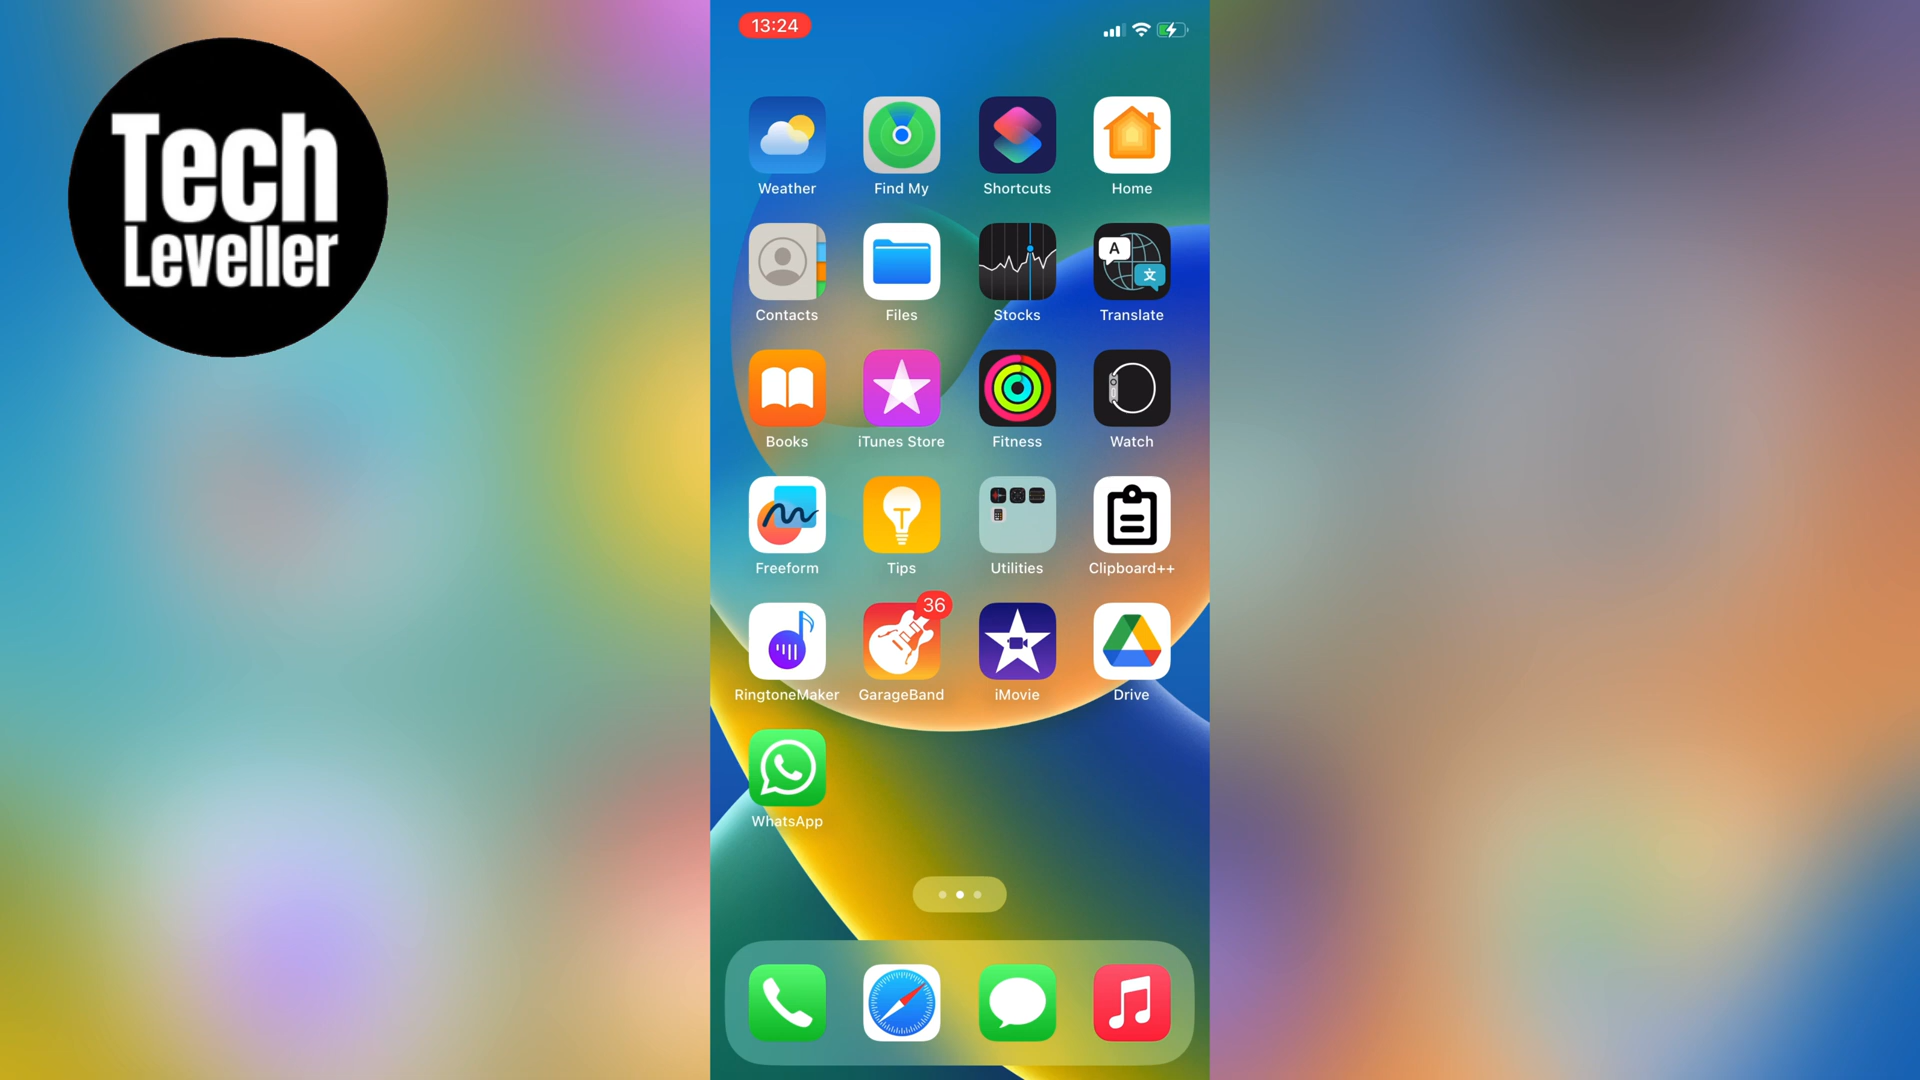 Tech
Leveller
13:24
Weather
Find My
Shortcuts
Home
Contacts
Files
Stocks
A
文
Translate
Books
iTunes Store
Fitness
Watch
Freeform
Tips
Utilities
Clipboard++
36
RingtoneMaker
GarageBand
iMovie
Drive
WhatsApp